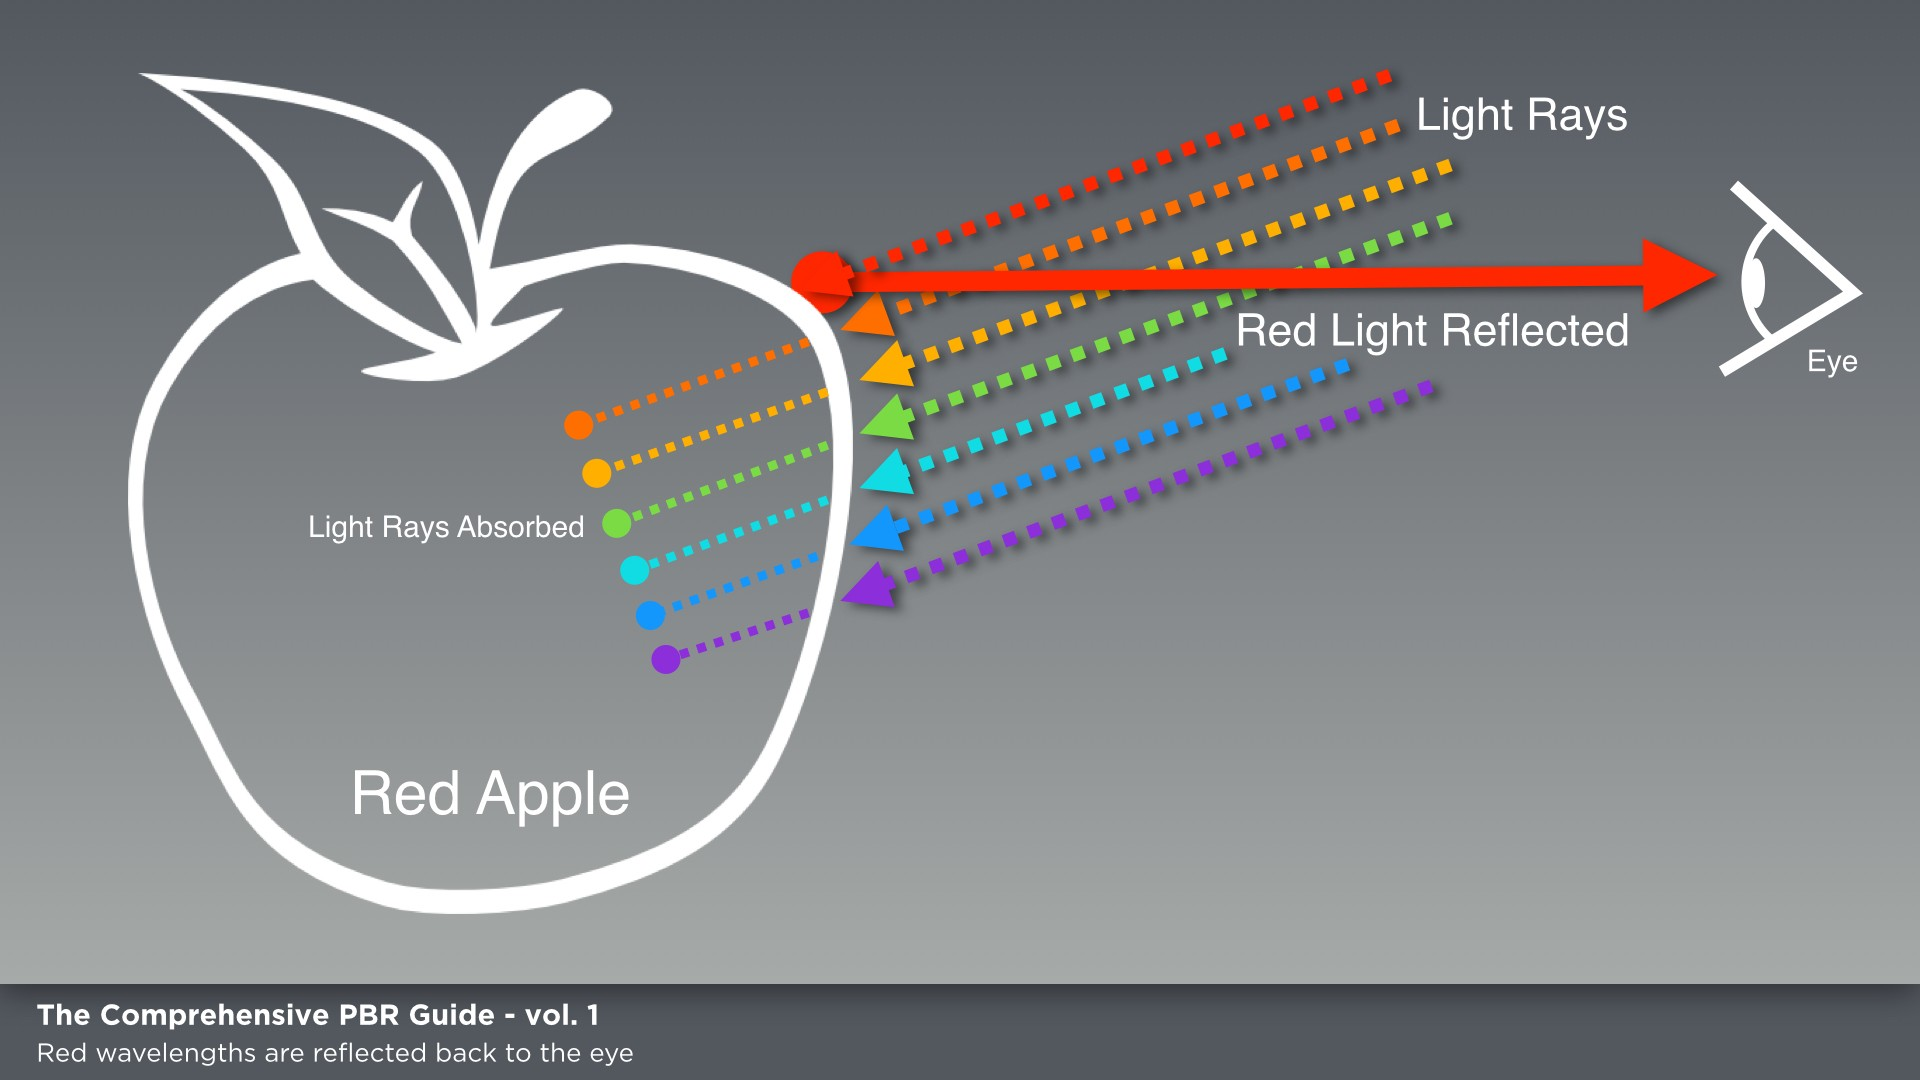 Light Rays
Red Light Reflected
Eye
Light Rays Absorbed
Red Apple
The Comprehensive PBR Guide - vol. 1
Red wavelengths are reflected back to the eye